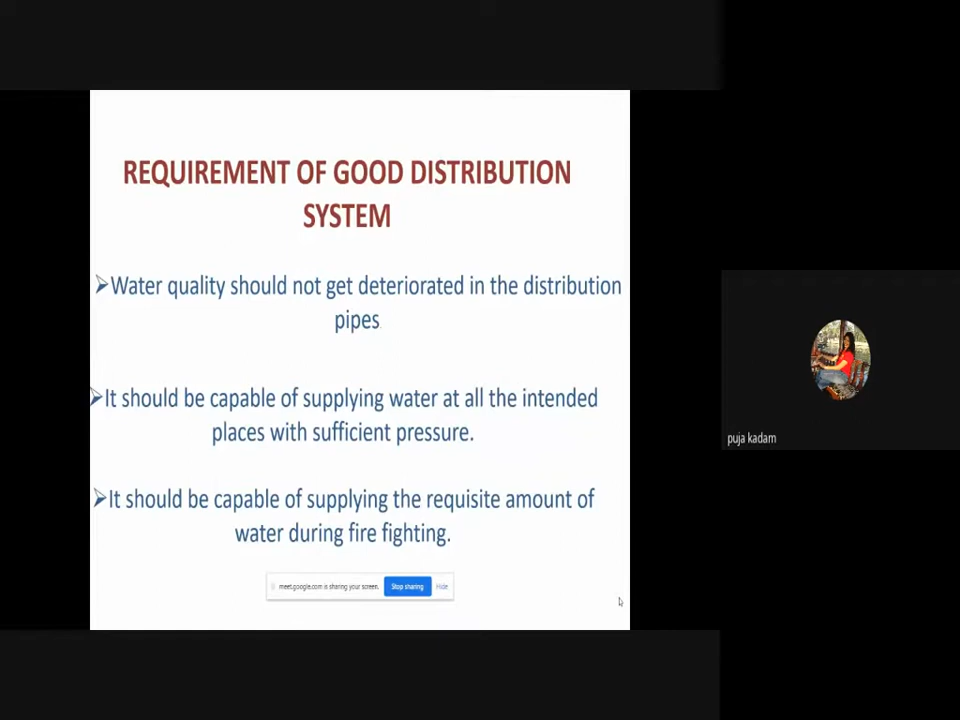 REQUIREMENT OF GOOD DISTRIBUTION
SYSTEM
➢Water quality should not get deteriorated in the distribution
pipes.
➢It should be capable of supplying water at all the intended
places with sufficient pressure.
➢It should be capable of supplying the requisite amount of
water during fire fighting.
meet.google.com is sharing your screen. Stop sharing Hide
puja kadam